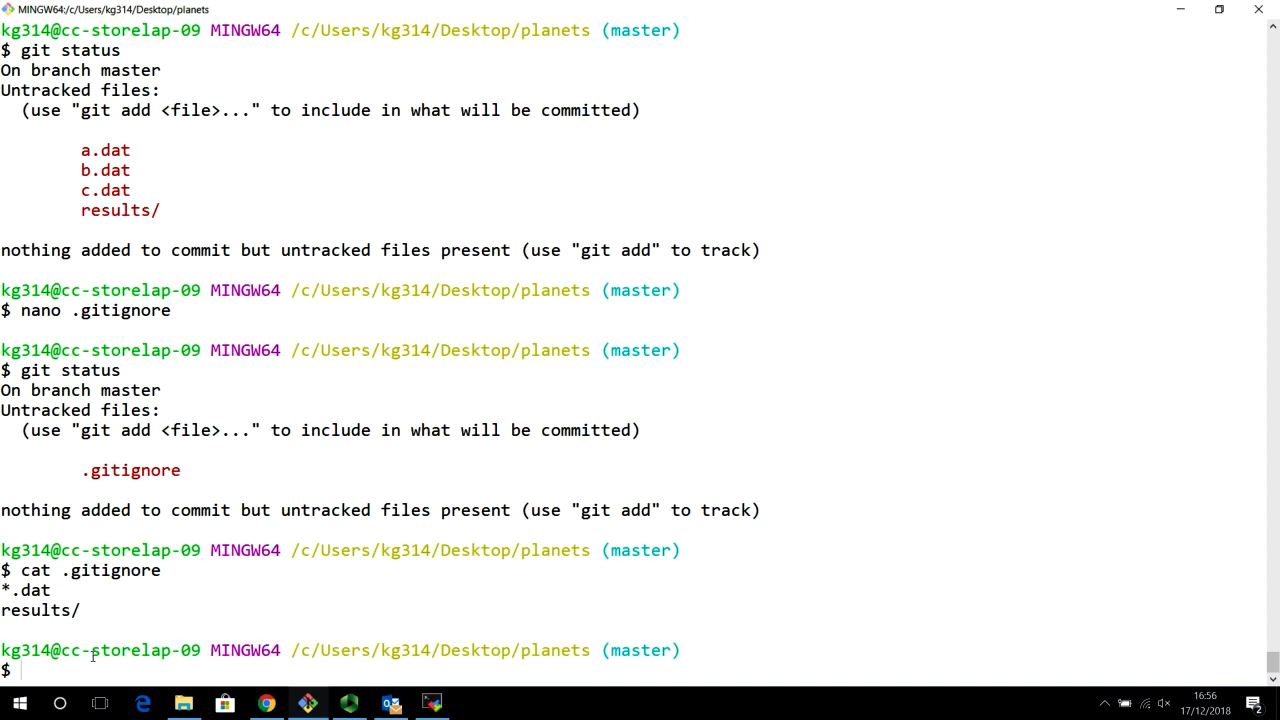 MINGW64:/c/Users/kg314/Desktop/planets
kg314@cc-storelap-09 MINGW64 /c/Users/kg314/Desktop/planets (master)
$ git status
On branch master
Untracked files:
  (use "git add <file>..." to include in what will be committed)

        a.dat
        b.dat
        c.dat
        results/

nothing added to commit but untracked files present (use "git add" to track)

kg314@cc-storelap-09 MINGW64 /c/Users/kg314/Desktop/planets (master)
$ nano .gitignore

kg314@cc-storelap-09 MINGW64 /c/Users/kg314/Desktop/planets (master)
$ git status
On branch master
Untracked files:
  (use "git add <file>..." to include in what will be committed)

        .gitignore

nothing added to commit but untracked files present (use "git add" to track)

kg314@cc-storelap-09 MINGW64 /c/Users/kg314/Desktop/planets (master)
$ cat .gitignore
*.dat
results/

kg314@cc-storelap-09 MINGW64 /c/Users/kg314/Desktop/planets (master)
$
16:56
17/12/2018
2